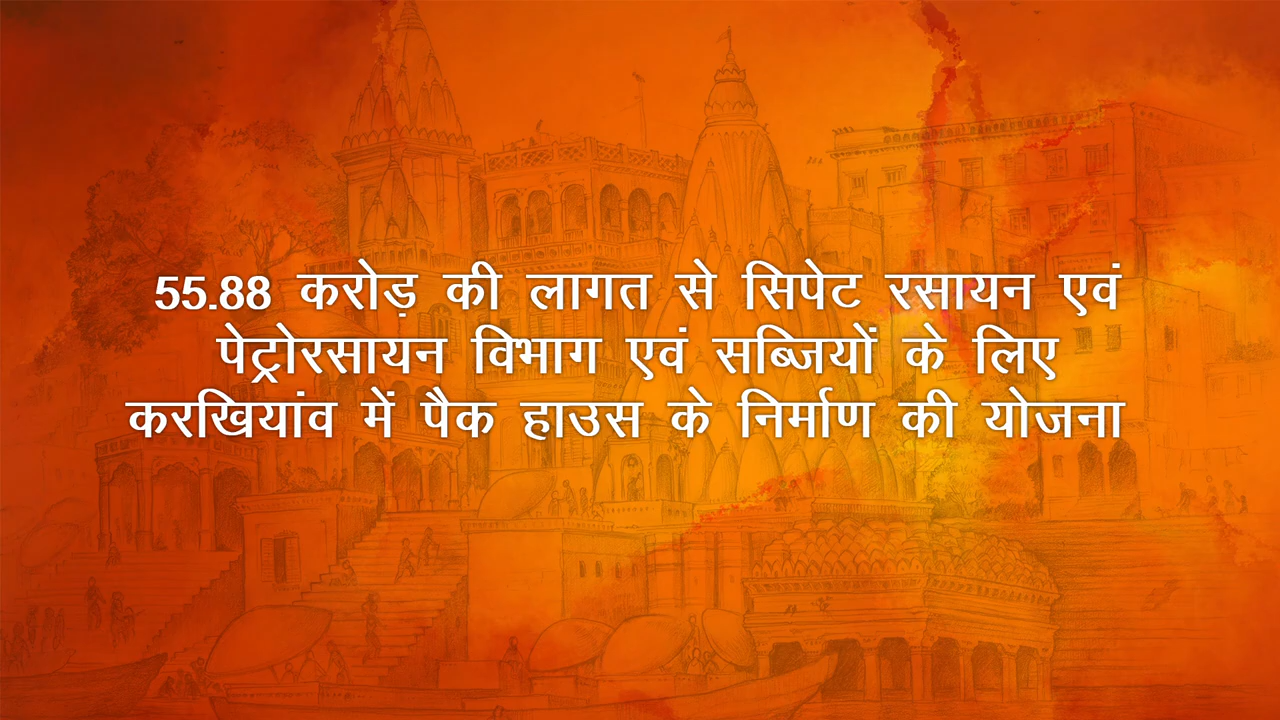 55.88 करोड़ की लागत से सिपेट रसायन एवं
पेट्रोरसायन विभाग एवं सब्जियों के लिए
करखियांव में पैक हाउस के निर्माण की योजना